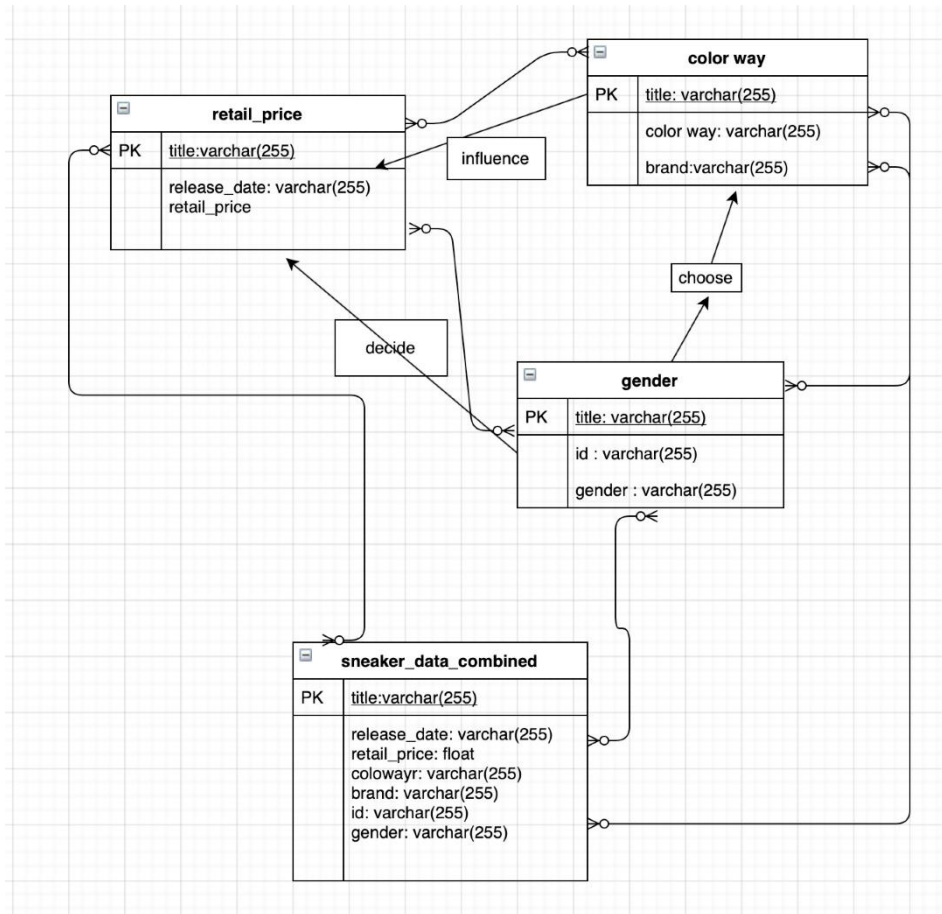 color way
PK
title: varchar(255)
color way: varchar(255)
brand:varchar(255)
retail_price
PK
title:varchar(255)
release_date: varchar(255)
retail_price
influence
choose
decide
gender
PK
title: varchar(255)
id : varchar(255)
gender : varchar(255)
sneaker_data_combined
PK
title:varchar(255)
release_date: varchar(255)
retail_price: float
colowayr: varchar(255)
brand: varchar(255)
id: varchar(255)
gender: varchar(255)